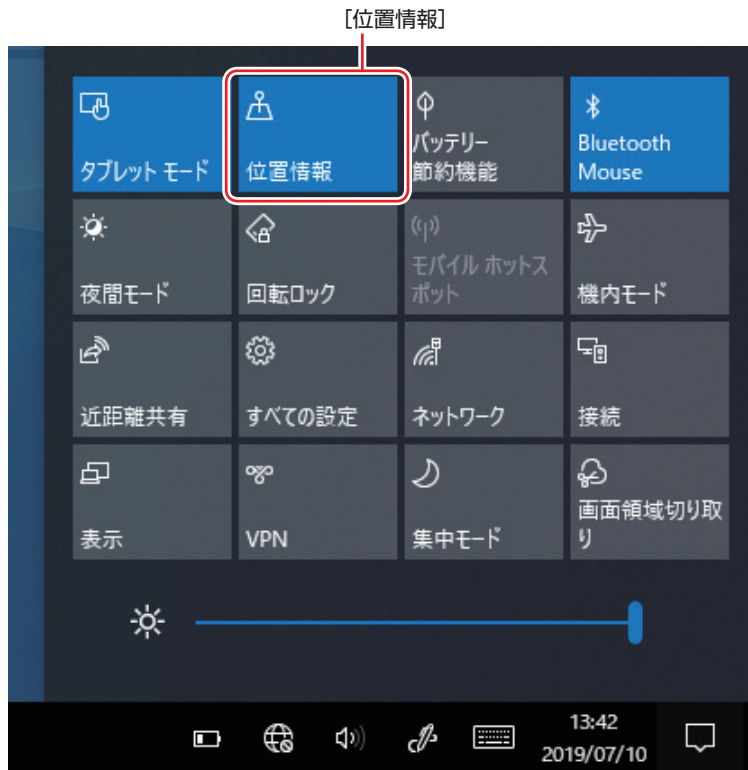 [位置情報]
タブレット モード
位置情報
バッテリー
節約機能
Bluetooth
Mouse
夜間モード
回転ロック
モバイル ホットス
ポット
機内モード
近距離共有
すべての設定
ネットワーク
接続
表示
VPN
集中モード
画面領域切り取
り
13:42
2019/07/10